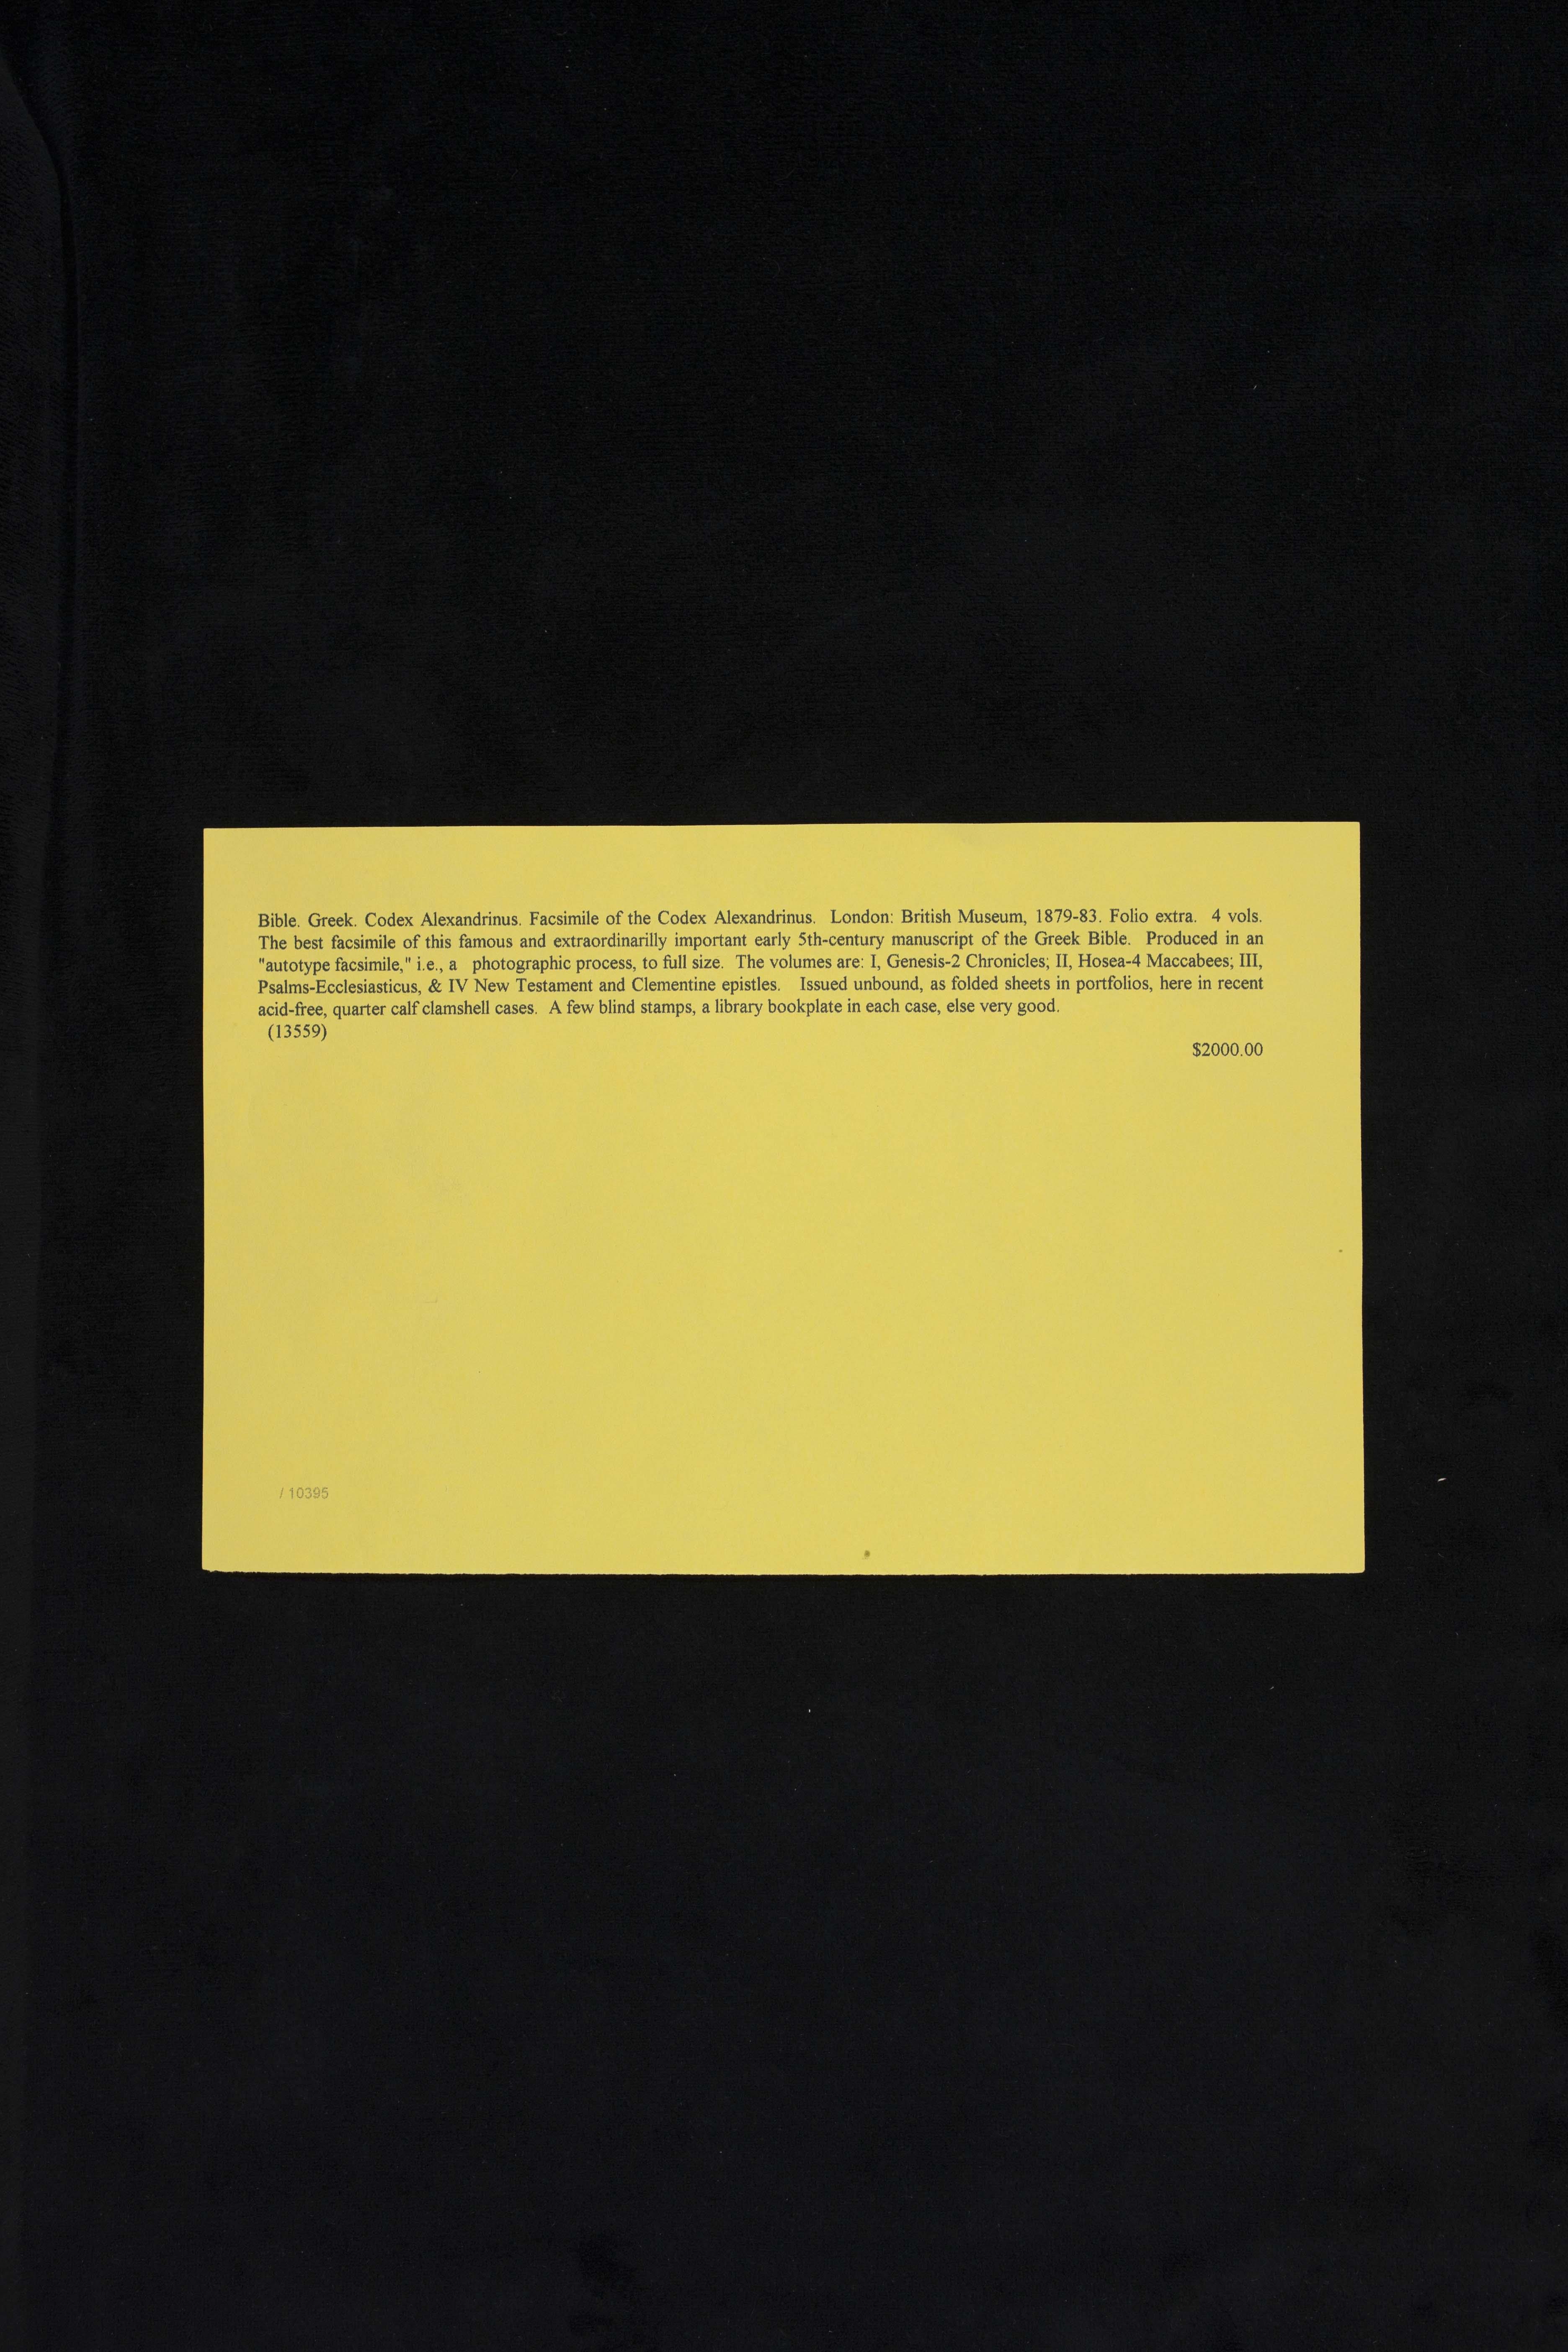 Bible. Greek. Codex Alexandrinus. Facsimile of the Codex Alexandrinus. London: British Museum, 1879-83. Folio extra. 4 vols.
The best facsimile of this famous and extraordinarilly important early 5th-century manuscript of the Greek Bible. Produced in an
"autotype facsimile," i.e., a photographic process, to full size. The volumes are: I, Genesis-2 Chronicles; II, Hosea-4 Maccabees; III,
Psalms-Ecclesiasticus, & IV New Testament and Clementine epistles. Issued unbound, as folded sheets in portfolios, here in recent
acid-free, quarter calf clamshell cases. A few blind stamps, a library bookplate in each case, else very good.
(13559)
$2000.00
/ 10395